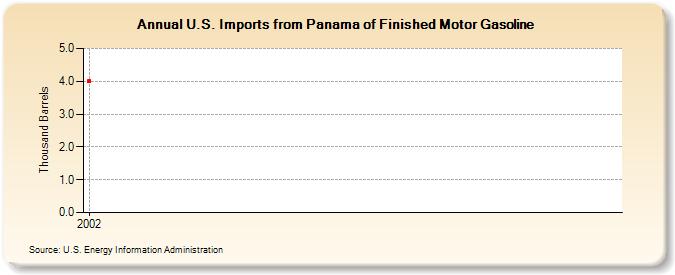 Annual U.S. Imports from Panama of Finished Motor Gasoline
Thousand Barrels
5.0
4.0
3.0
2.0
1.0
0.0
2002
Source: U.S. Energy Information Administration